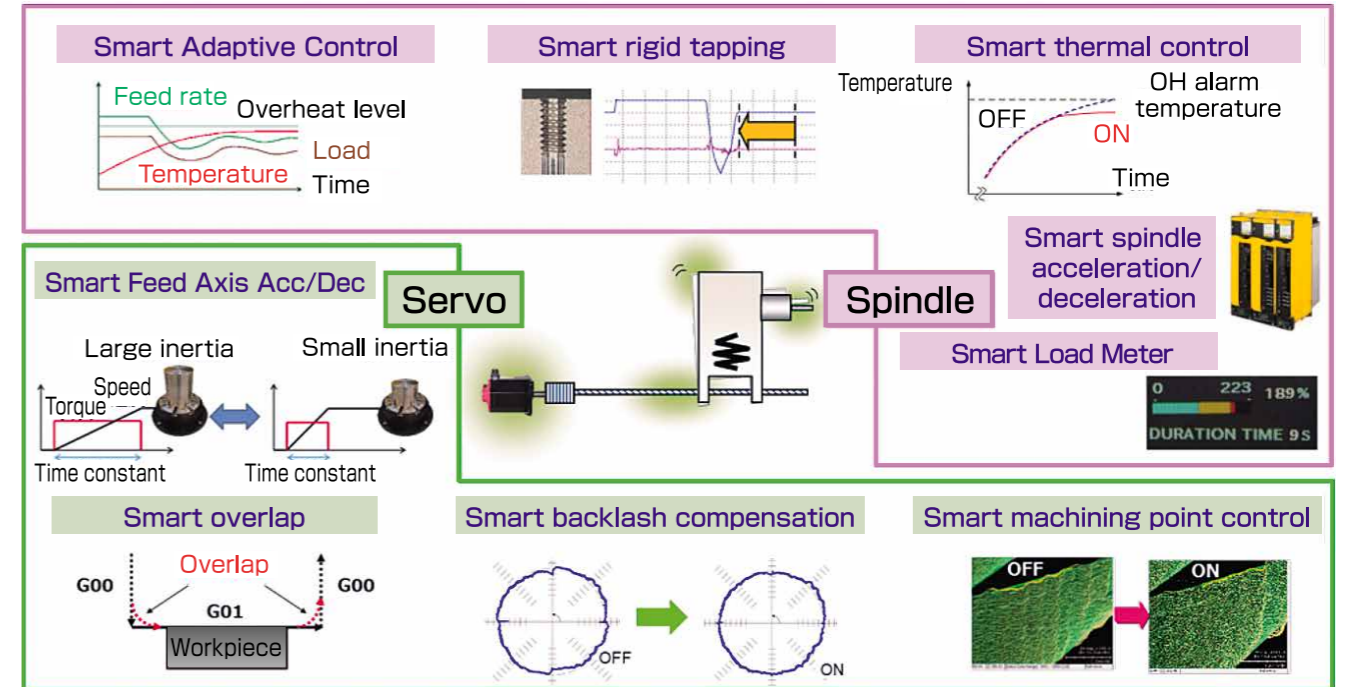 Smart Adaptive Control
Feed rate
Overheat level
Load
Temperature
Time
Smart rigid tapping
Smart thermal control
Temperature
OH alarm
temperature
OFF
ON
Time
Smart spindle
acceleration/
deceleration
Spindle
Smart Load Meter
0 223 189%
DURATION TIME 9S
Servo
Smart Feed Axis Acc/Dec
Large inertia
Small inertia
Speed
Torque
Time constant
Time constant
Smart overlap
Overlap
G00
G00
G01
Workpiece
Smart backlash compensation
OFF
ON
Smart machining point control
OFF
ON